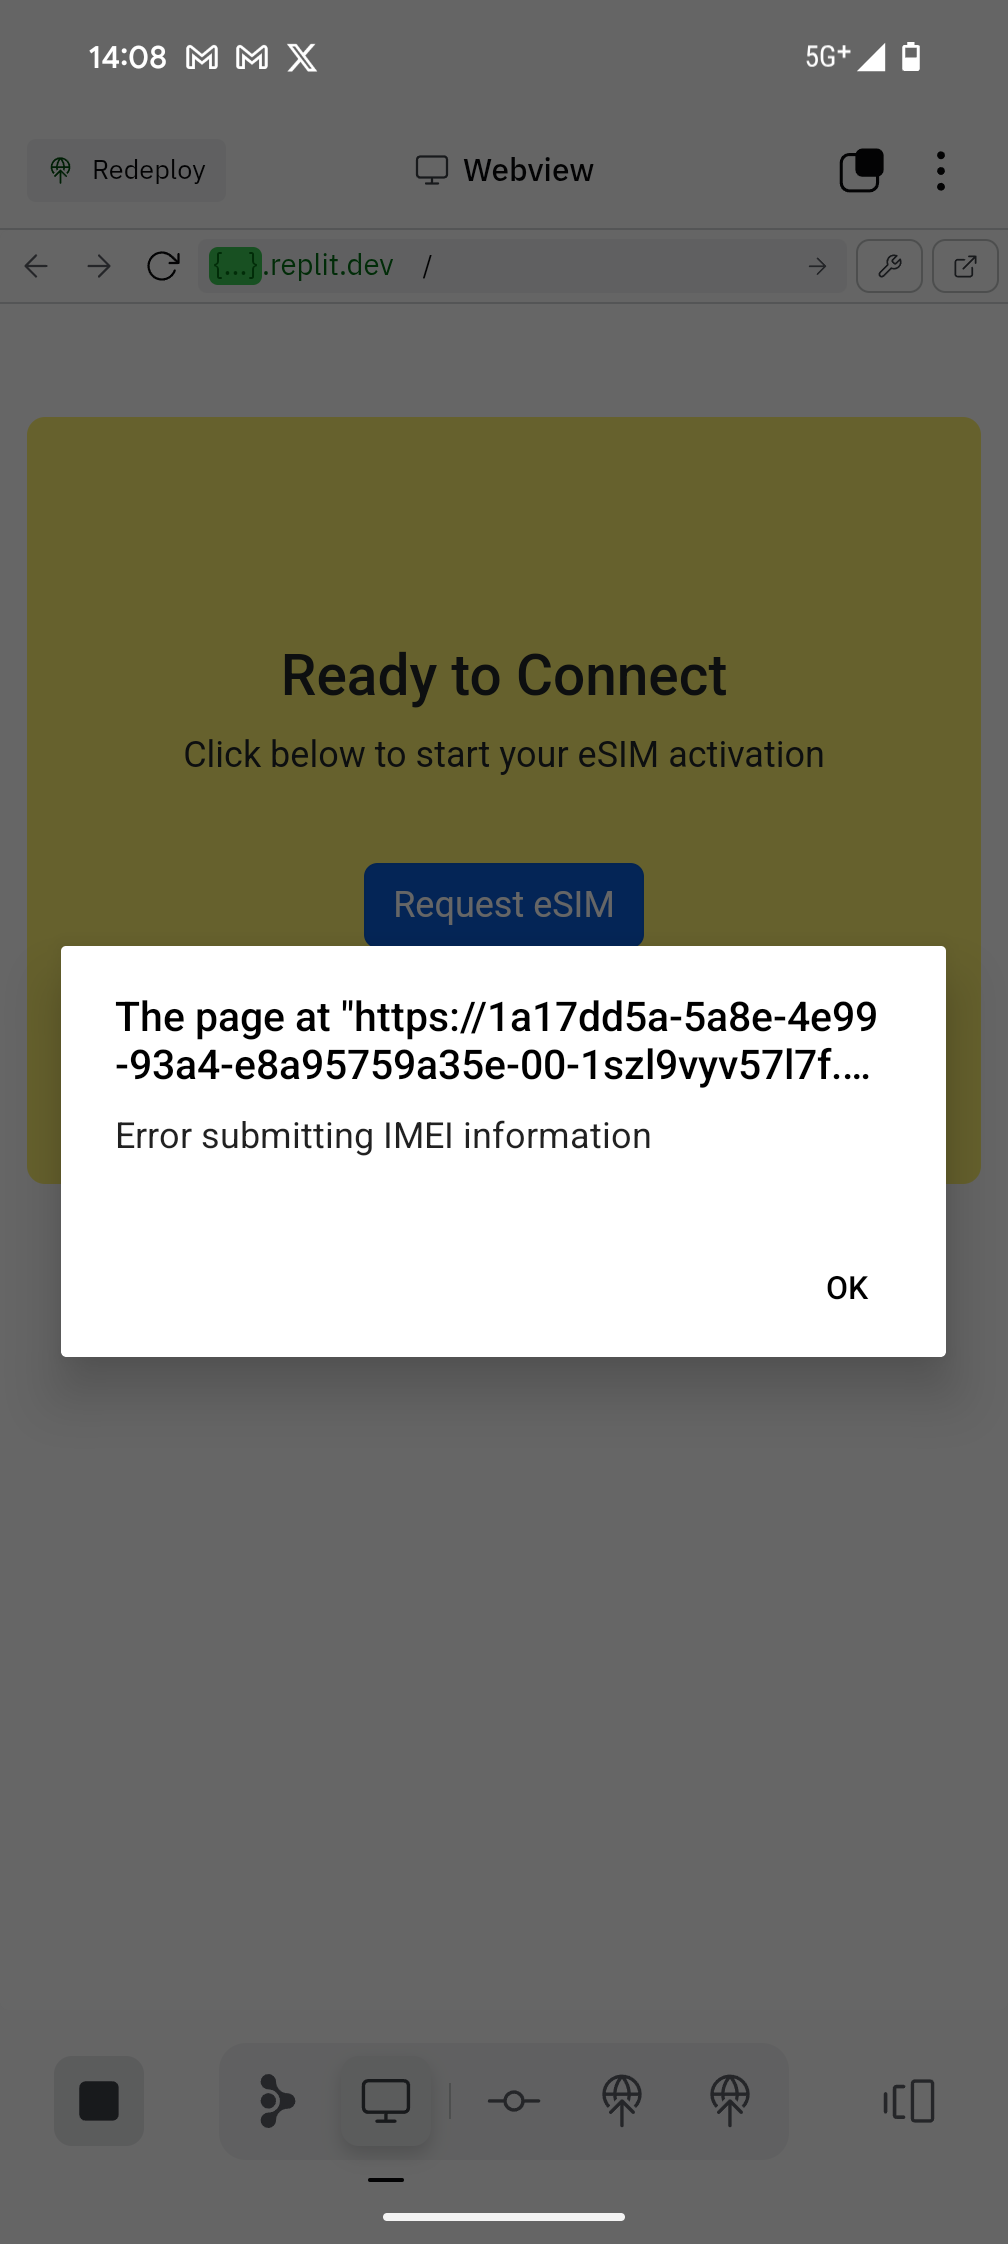 14:08 5G+
Redeploy
Webview
{...}.replit.dev /
Ready to Connect
Click below to start your eSIM activation
Request eSIM
The page at "https://1a17dd5a-5a8e-4e99
-93a4-e8a95759a35e-00-1szl9vyv57l7f.…
Error submitting IMEI information
OK